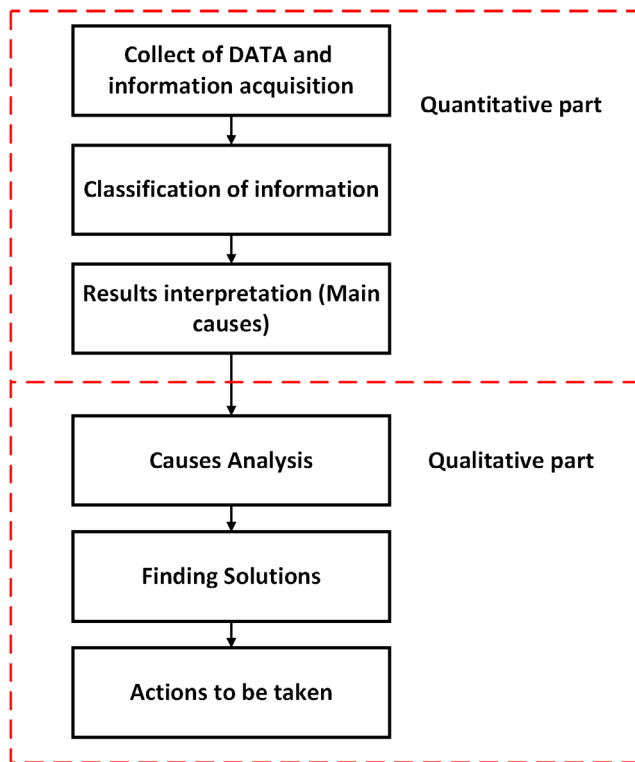 Collect of DATA and
information acquisition
Quantitative part
Classification of information
Results interpretation (Main
causes)
Causes Analysis
Qualitative part
Finding Solutions
Actions to be taken